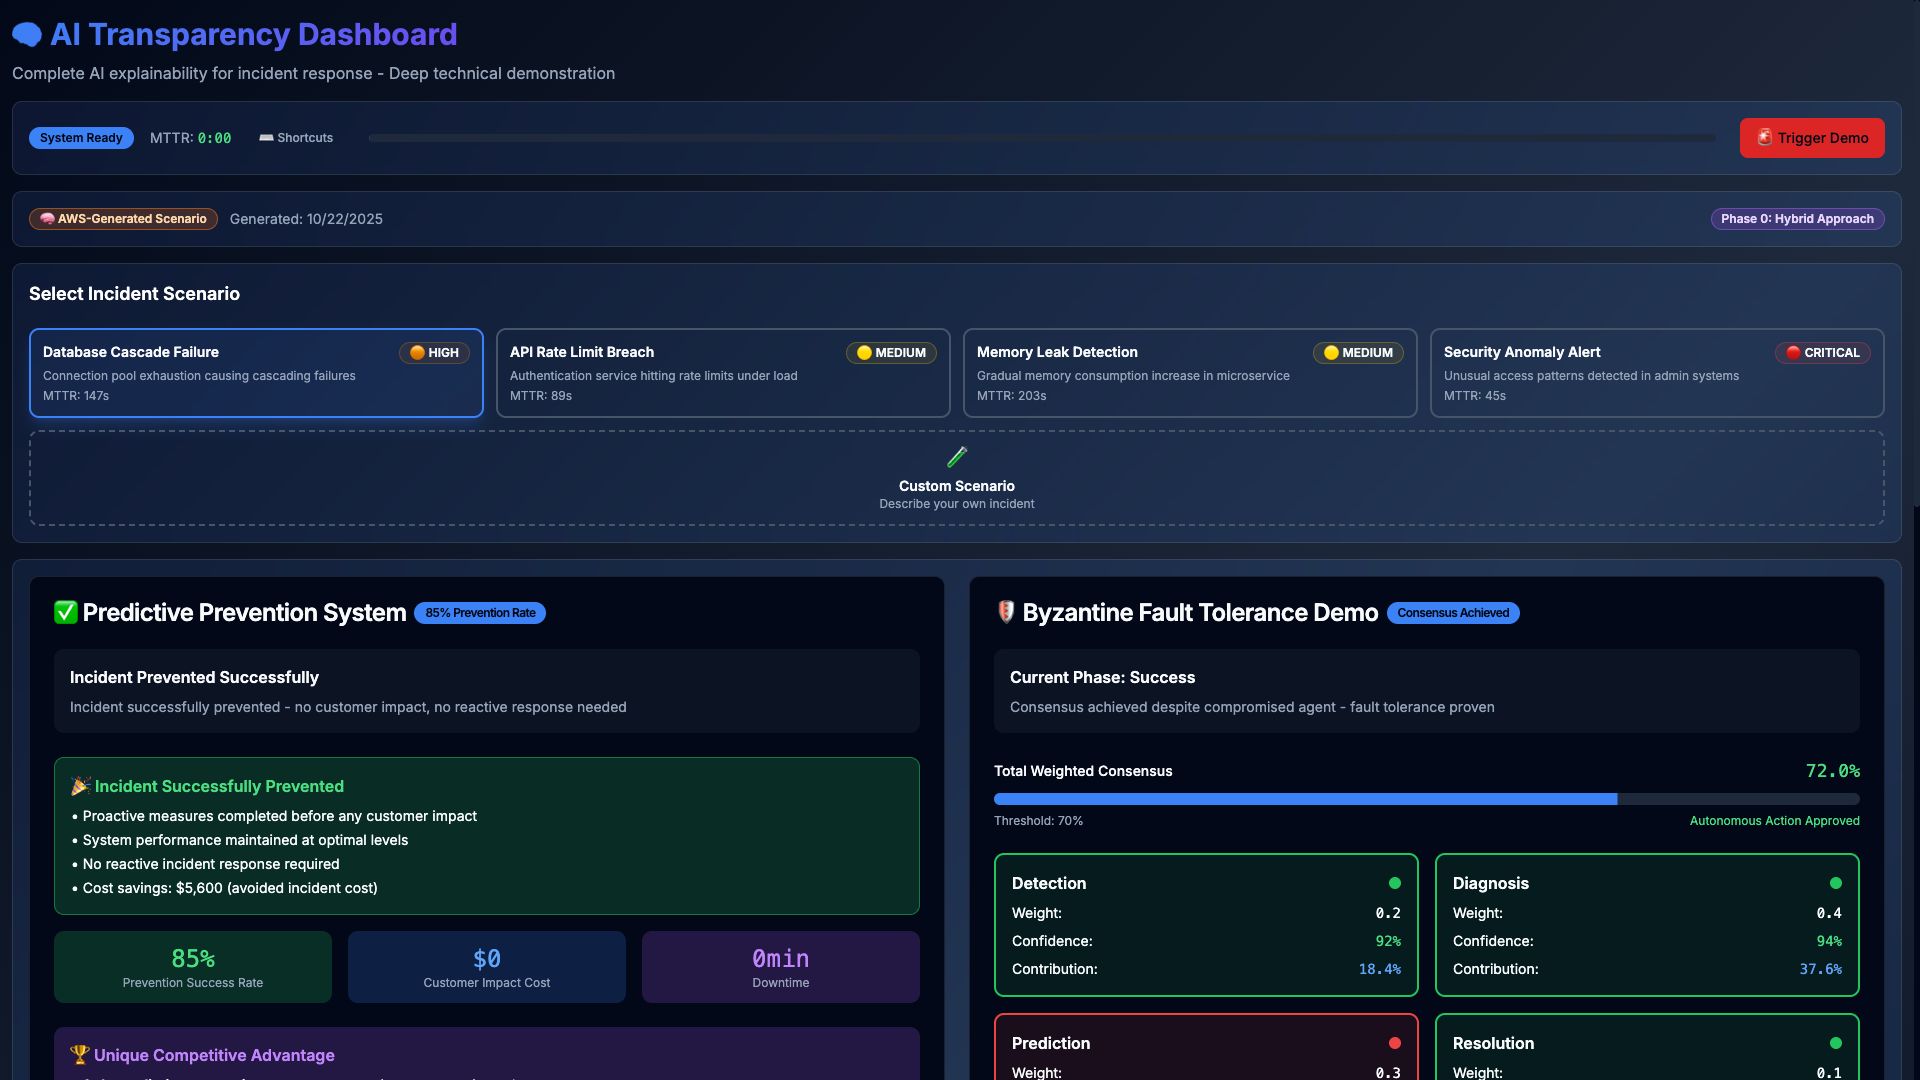 AI Transparency Dashboard
Complete AI explainability for incident response - Deep technical demonstration
System Ready
MTTR: 0:00
Shortcuts
Trigger Demo
AWS-Generated Scenario
Generated: 10/22/2025
Phase 0: Hybrid Approach
Select Incident Scenario
Database Cascade Failure
HIGH
Connection pool exhaustion causing cascading failures
MTTR: 147s
API Rate Limit Breach
MEDIUM
Authentication service hitting rate limits under load
MTTR: 89s
Memory Leak Detection
MEDIUM
Gradual memory consumption increase in microservice
MTTR: 203s
Security Anomaly Alert
CRITICAL
Unusual access patterns detected in admin systems
MTTR: 45s
Custom Scenario
Describe your own incident
Predictive Prevention System
85% Prevention Rate
Incident Prevented Successfully
Incident successfully prevented - no customer impact, no reactive response needed
Incident Successfully Prevented
• Proactive measures completed before any customer impact
• System performance maintained at optimal levels
• No reactive incident response required
• Cost savings: $5,600 (avoided incident cost)
85%
Prevention Success Rate
$0
Customer Impact Cost
0min
Downtime
Unique Competitive Advantage
Byzantine Fault Tolerance Demo
Consensus Achieved
Current Phase: Success
Consensus achieved despite compromised agent - fault tolerance proven
Total Weighted Consensus
72.0%
Threshold: 70%
Autonomous Action Approved
Detection
Weight: 0.2
Confidence: 92%
Contribution: 18.4%
Diagnosis
Weight: 0.4
Confidence: 94%
Contribution: 37.6%
Prediction
Weight: 0.3
Resolution
Weight: 0.1